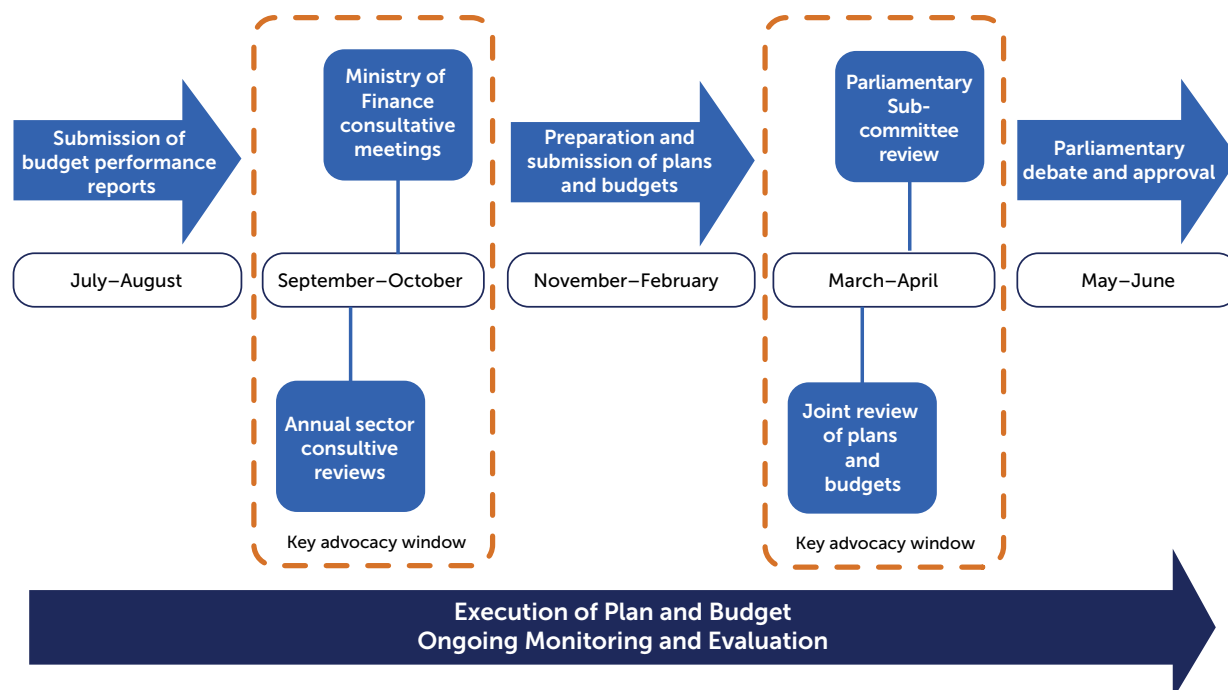 Submission of
budget performance
reports
July–August
Ministry of
Finance
consultative
meetings
September–October
Annual sector
consultive
reviews
Key advocacy window
Preparation and
submission of plans
and budgets
November–February
Parliamentary
Sub-
committee
review
March–April
Joint review
of plans
and
budgets
Key advocacy window
Parliamentary
debate and approval
May–June
Execution of Plan and Budget
Ongoing Monitoring and Evaluation